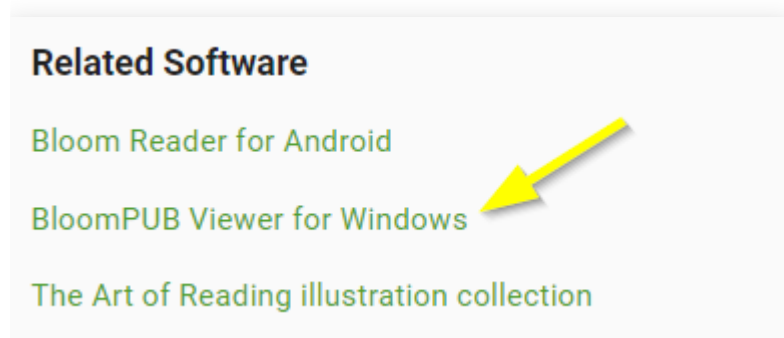 Related Software
Bloom Reader for Android
BloomPUB Viewer for Windows
The Art of Reading illustration collection